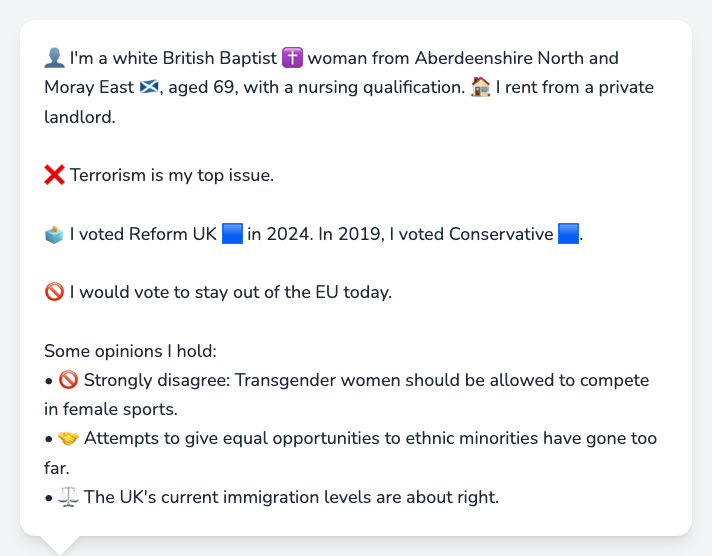 👤 I'm a white British Baptist ✝️ woman from Aberdeenshire North and
Moray East 🏴󠁧󠁢󠁳󠁣󠁴󠁿, aged 69, with a nursing qualification. 🏠 I rent from a private
landlord.
❌ Terrorism is my top issue.
🗳️ I voted Reform UK 🟦 in 2024. In 2019, I voted Conservative 🟦.
🚫 I would vote to stay out of the EU today.
Some opinions I hold:
• 🚫 Strongly disagree: Transgender women should be allowed to compete
in female sports.
• 🤝 Attempts to give equal opportunities to ethnic minorities have gone too
far.
• ⚖️ The UK's current immigration levels are about right.